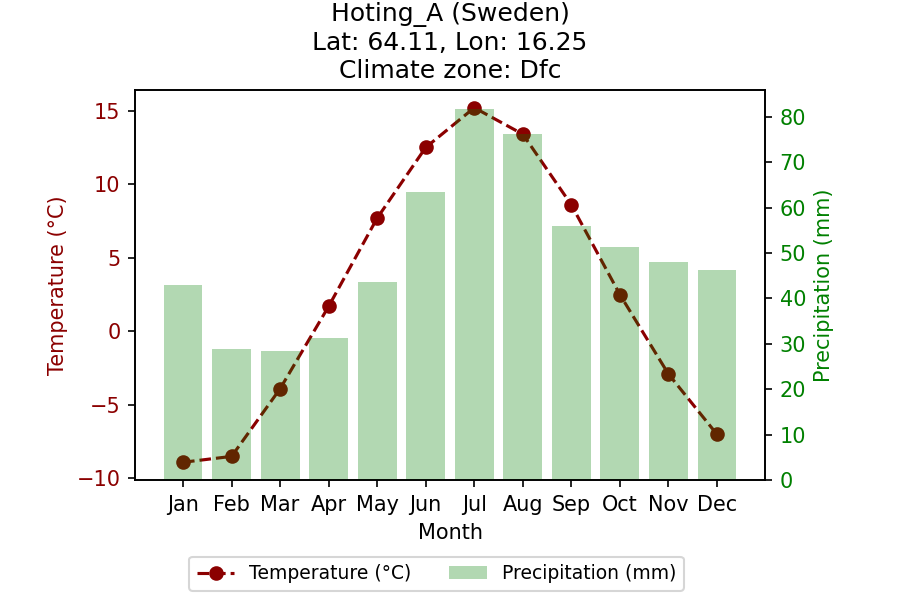 Hoting_A (Sweden)
Lat: 64.11, Lon: 16.25
Climate zone: Dfc
Temperature (°C)
15
10
5
0
−5
−10
80
70
60
50
40
30
20
10
0
Precipitation (mm)
Jan Feb Mar Apr May Jun Jul Aug Sep Oct Nov Dec
Month
Temperature (°C) Precipitation (mm)